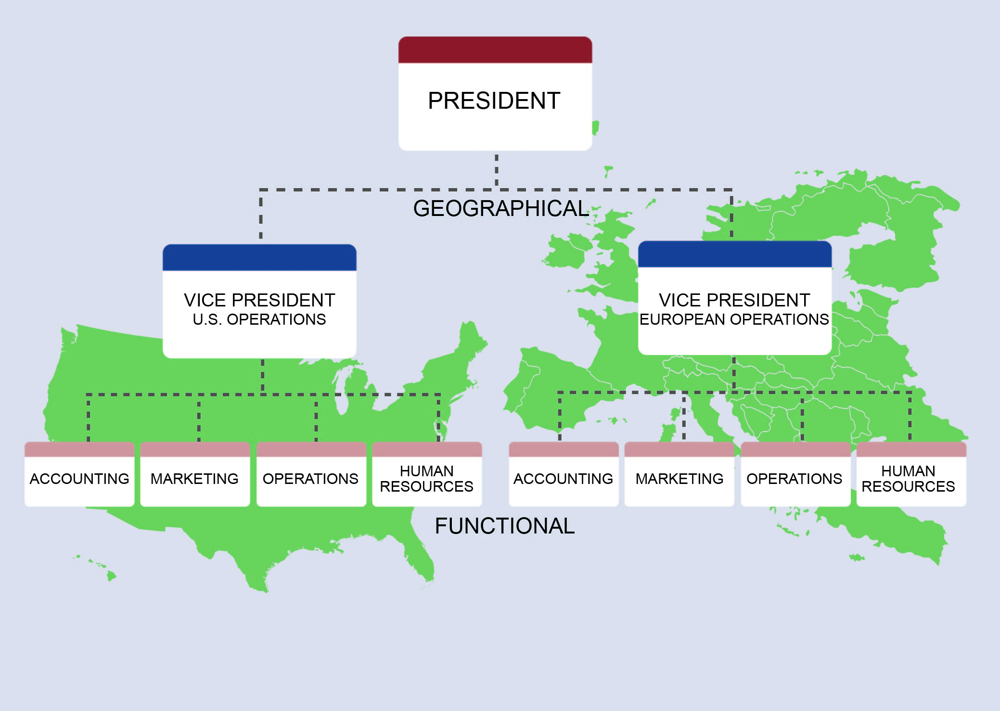 PRESIDENT
GEOGRAPHICAL
VICE PRESIDENT
U.S. OPERATIONS
VICE PRESIDENT
EUROPEAN OPERATIONS
ACCOUNTING
MARKETING
OPERATIONS
HUMAN
RESOURCES
ACCOUNTING
MARKETING
OPERATIONS
HUMAN
RESOURCES
FUNCTIONAL